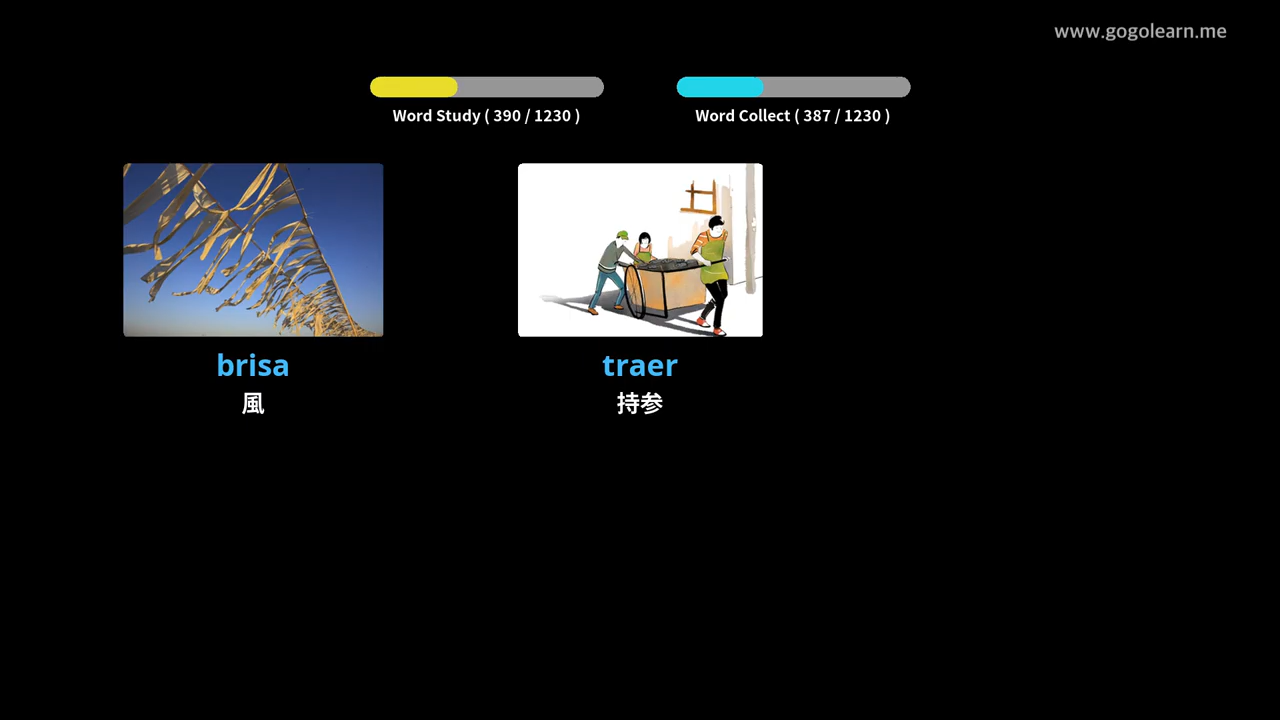 www.gogolearn.me
Word Study ( 390 / 1230 )
Word Collect ( 387 / 1230 )
brisa
traer
風
持参